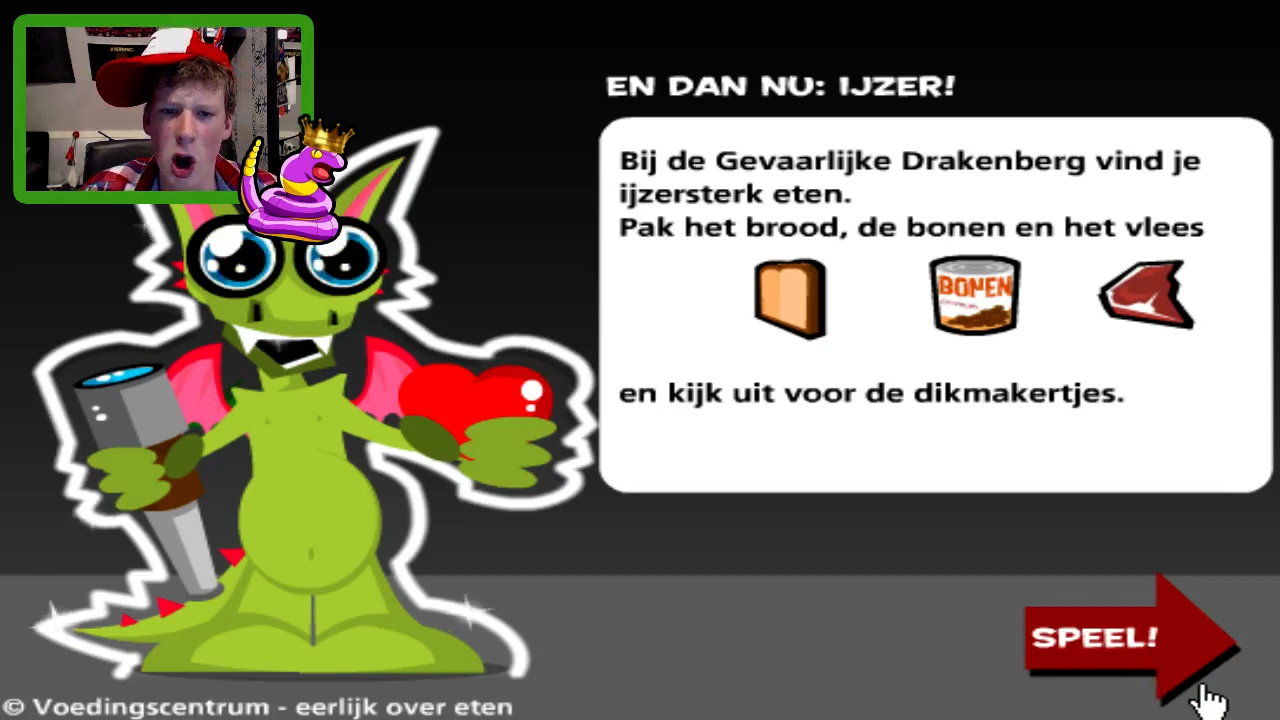 EN DAN NU: IJZER!
Bij de Gevaarlijke Drakenberg vind je
ijzersterk eten.
Pak het brood, de bonen en het vlees
BONEN
en kijk uit voor de dikmakertjes.
SPEEL!
© Voedingscentrum - eerlijk over eten